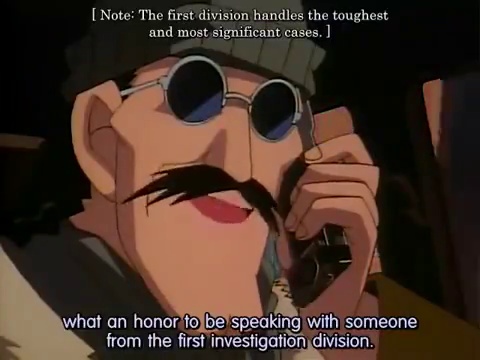 [ Note: The first division handles the toughest
and most significant cases. ]
what an honor to be speaking with someone
from the first investigation division.